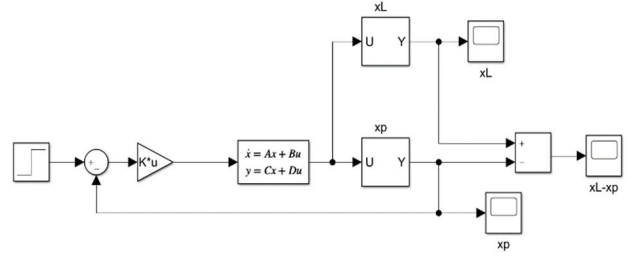 xL
U Y
xL
xp
K*u
ẋ = Ax + Bu
y = Cx + Du
U Y
+
−
+
−
xL-xp
xp